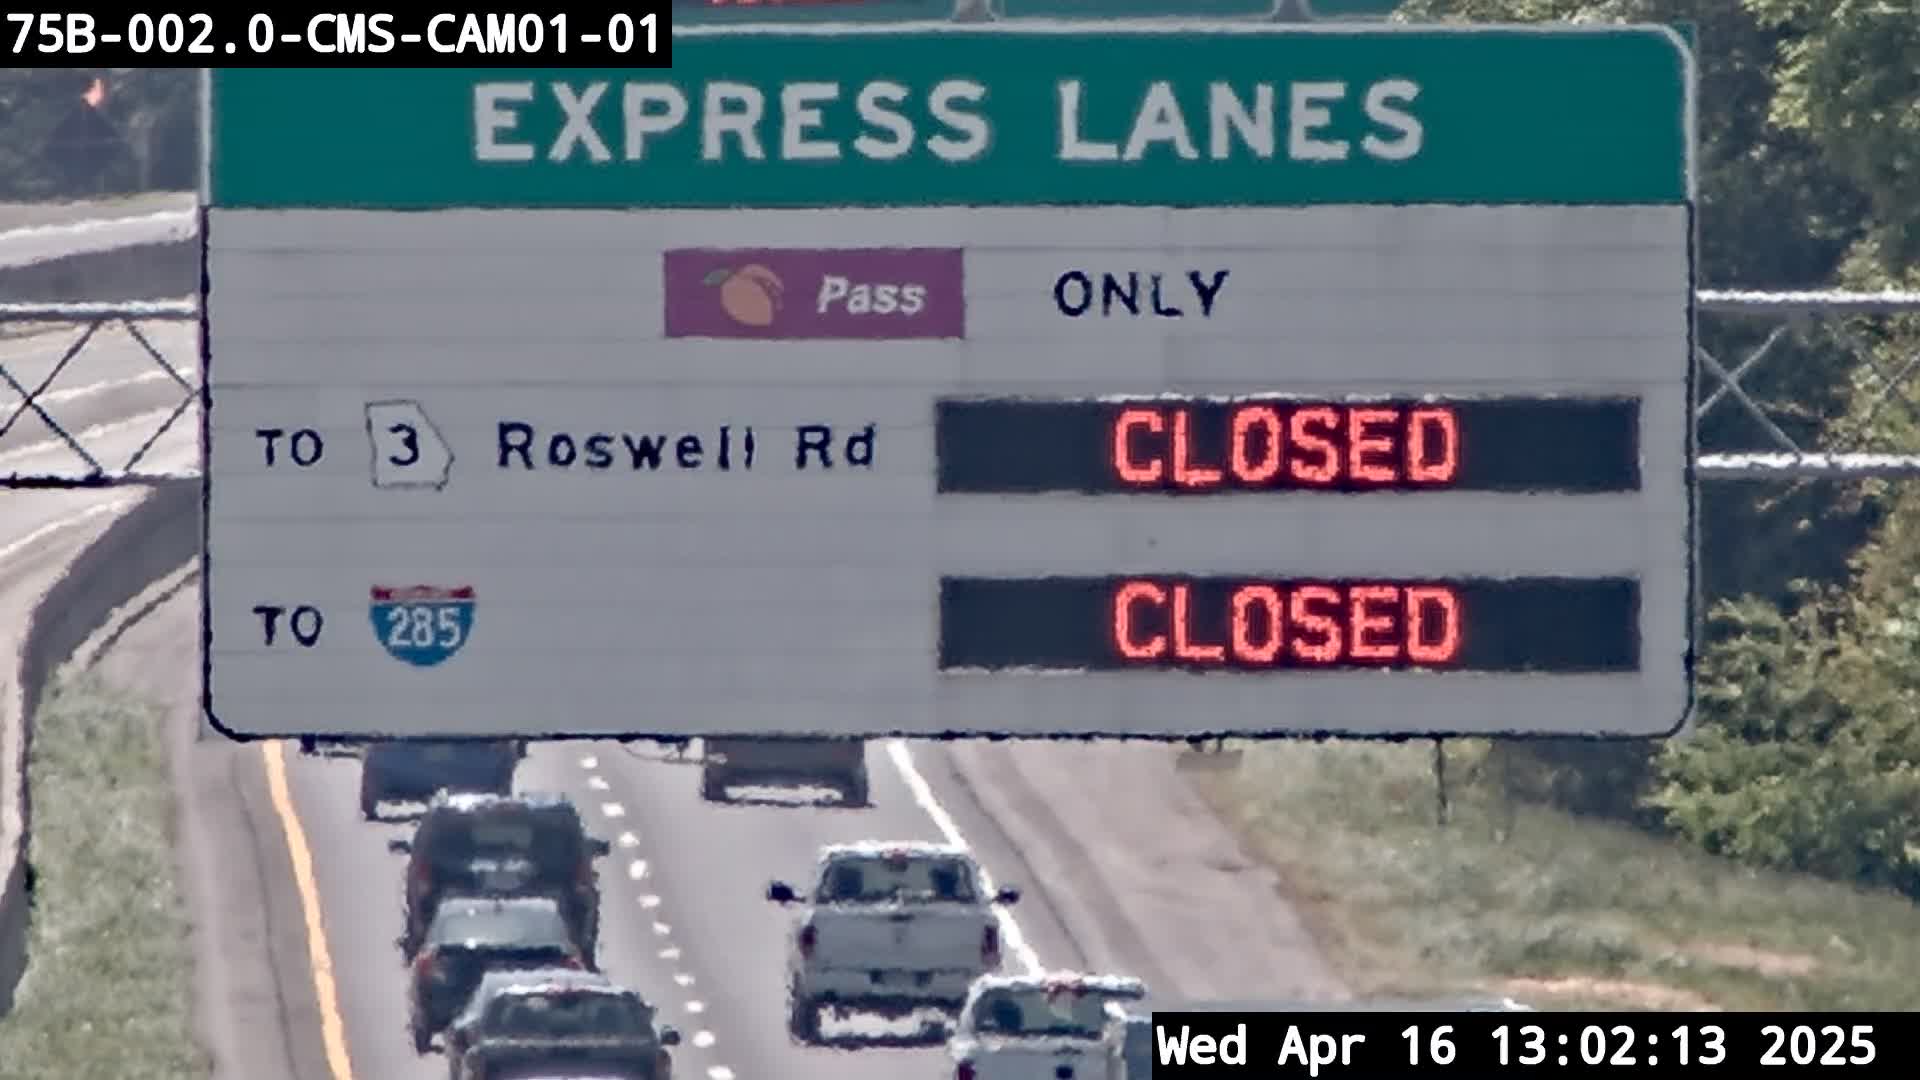 75B-002.0-CMS-CAM01-01
EXPRESS LANES
Pass ONLY
TO 3 Roswell Rd CLOSED
TO 285 CLOSED
Wed Apr 16 13:02:13 2025